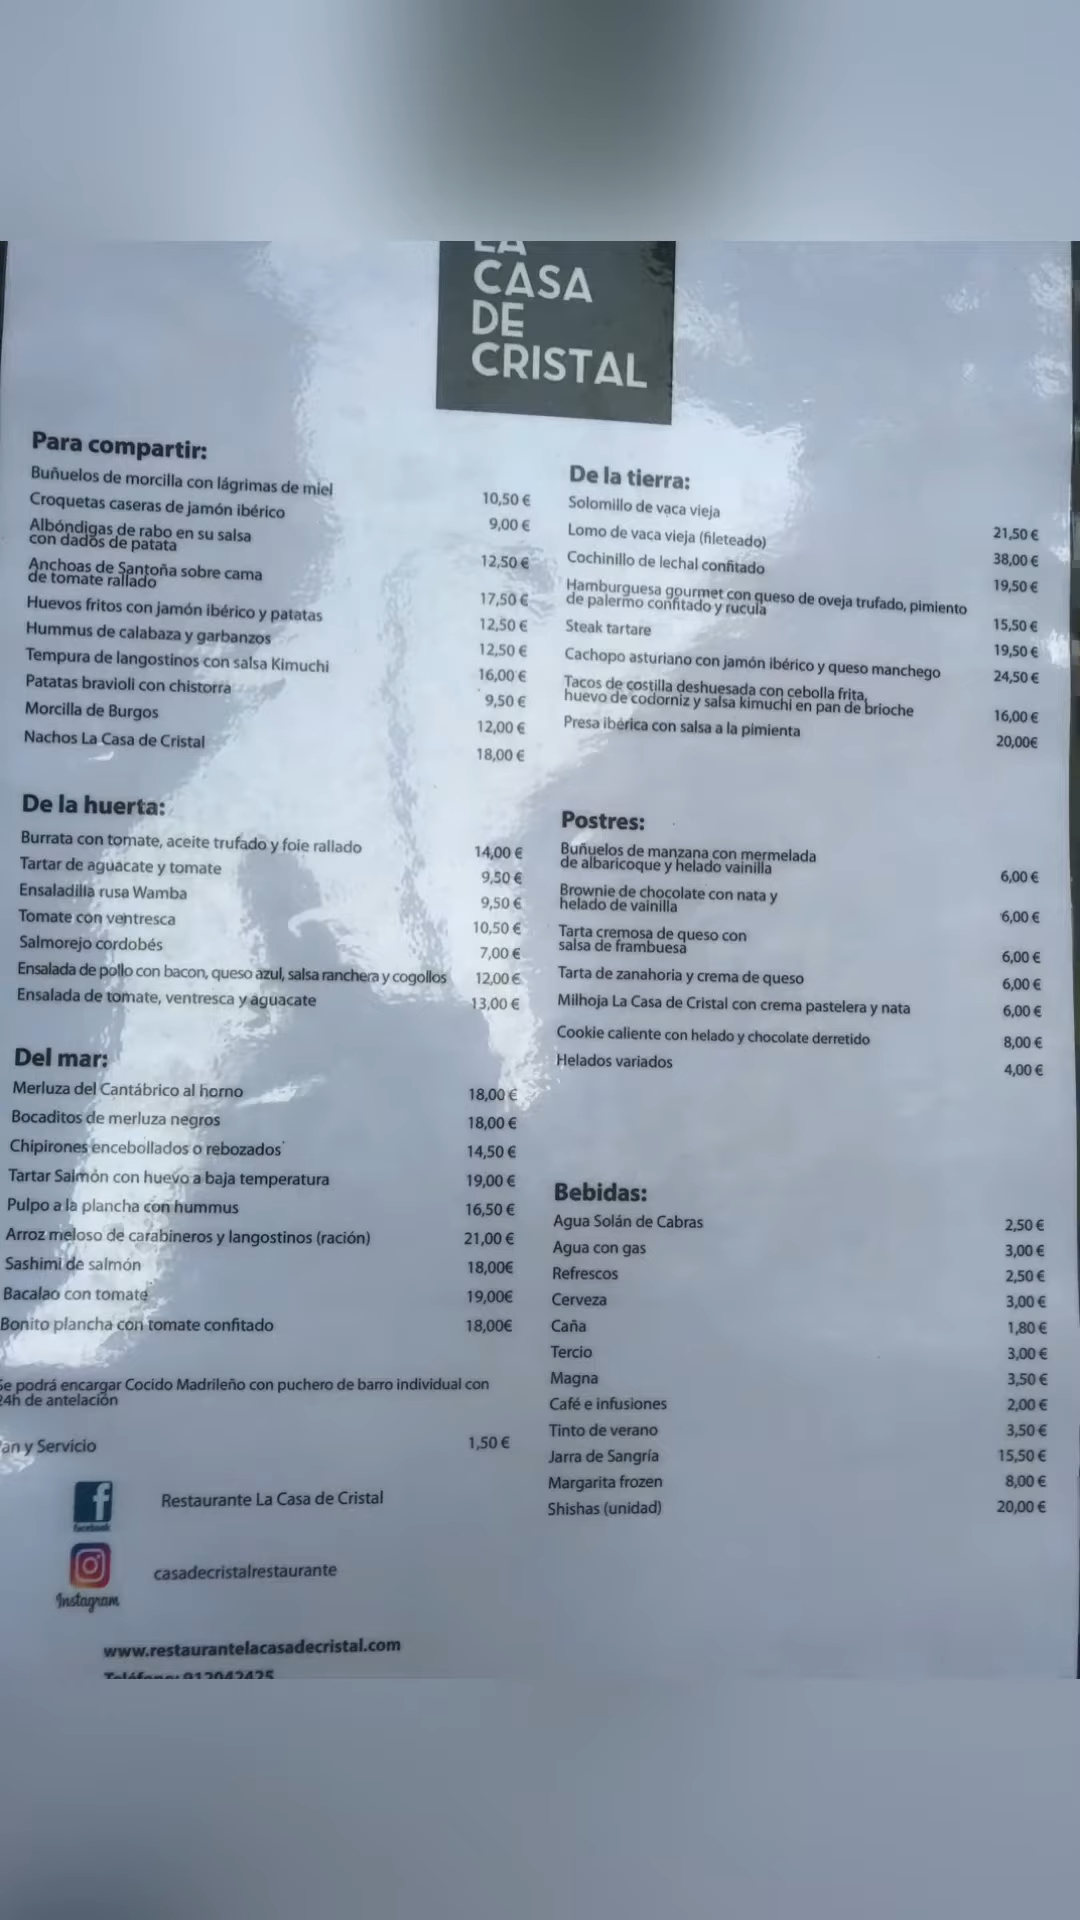 LA
CASA
DE
CRISTAL
Para compartir:
Buñuelos de morcilla con lágrimas de miel 10,50 €
Croquetas caseras de jamón ibérico 9,00 €
Albóndigas de rabo en su salsa
con dados de patata 12,50 €
Anchoas de Santoña sobre cama
de tomate rallado 17,50 €
Huevos fritos con jamón ibérico y patatas 12,50 €
Hummus de calabaza y garbanzos 12,50 €
Tempura de langostinos con salsa Kimuchi 16,00 €
Patatas bravioli con chistorra 9,50 €
Morcilla de Burgos 12,00 €
Nachos La Casa de Cristal 18,00 €
De la huerta:
Burrata con tomate, aceite trufado y foie rallado 14,00 €
Tartar de aguacate y tomate 9,50 €
Ensaladilla rusa Wamba 9,50 €
Tomate con ventresca 10,50 €
Salmorejo cordobés 7,00 €
Ensalada de pollo con bacon, queso azul, salsa ranchera y cogollos 12,00 €
Ensalada de tomate, ventresca y aguacate 13,00 €
Del mar:
Merluza del Cantábrico al horno 18,00 €
Bocaditos de merluza negros 18,00 €
Chipirones encebollados o rebozados 14,50 €
Tartar Salmón con huevo a baja temperatura 19,00 €
Pulpo a la plancha con hummus 16,50 €
Arroz meloso de carabineros y langostinos (ración) 21,00 €
Sashimi de salmón 18,00€
Bacalao con tomate 19,00€
Bonito plancha con tomate confitado 18,00€
Se podrá encargar Cocido Madrileño con puchero de barro individual con
24h de antelación
Pan y Servicio 1,50 €
facebook
Restaurante La Casa de Cristal
Instagram
casadecristalrestaurante
www.restaurantelacasadecristal.com
Teléfono: 912042425
De la tierra:
Solomillo de vaca vieja 21,50 €
Lomo de vaca vieja (fileteado) 38,00 €
Cochinillo de lechal confitado 19,50 €
Hamburguesa gourmet con queso de oveja trufado, pimiento
de palermo confitado y rucula 15,50 €
Steak tartare 19,50 €
Cachopo asturiano con jamón ibérico y queso manchego 24,50 €
Tacos de costilla deshuesada con cebolla frita,
huevo de codorniz y salsa kimuchi en pan de brioche 16,00 €
Presa ibérica con salsa a la pimienta 20,00€
Postres:
Buñuelos de manzana con mermelada
de albaricoque y helado vainilla 6,00 €
Brownie de chocolate con nata y
helado de vainilla 6,00 €
Tarta cremosa de queso con
salsa de frambuesa 6,00 €
Tarta de zanahoria y crema de queso 6,00 €
Milhoja La Casa de Cristal con crema pastelera y nata 6,00 €
Cookie caliente con helado y chocolate derretido 8,00 €
Helados variados 4,00 €
Bebidas:
Agua Solán de Cabras 2,50 €
Agua con gas 3,00 €
Refrescos 2,50 €
Cerveza 3,00 €
Caña 1,80 €
Tercio 3,00 €
Magna 3,50 €
Café e infusiones 2,00 €
Tinto de verano 3,50 €
Jarra de Sangría 15,50 €
Margarita frozen 8,00 €
Shishas (unidad) 20,00 €